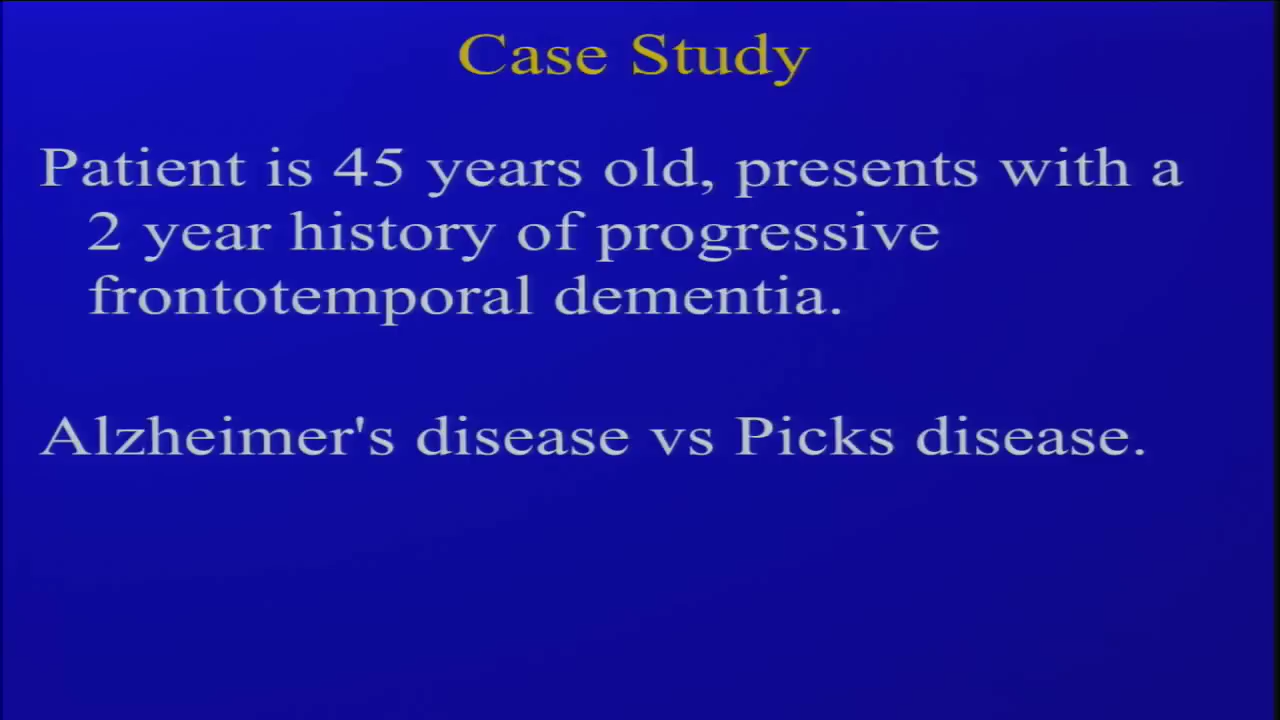 Case Study
Patient is 45 years old, presents with a
2 year history of progressive
frontotemporal dementia.
Alzheimer's disease vs Picks disease.